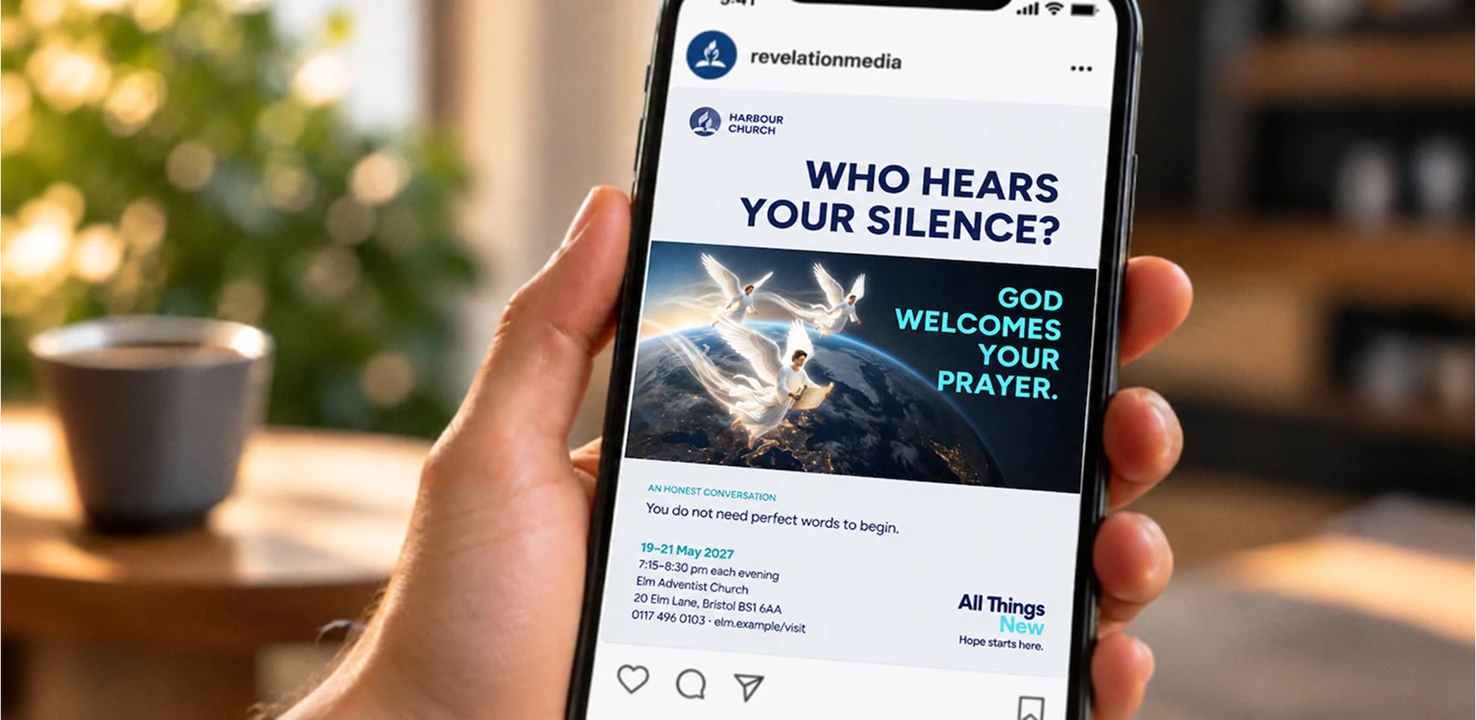 9:41
revelationmedia
HARBOUR
CHURCH
WHO HEARS
YOUR SILENCE?
GOD
WELCOMES
YOUR
PRAYER.
AN HONEST CONVERSATION
You do not need perfect words to begin.
19–21 May 2027
7:15–8:30 pm each evening
Elm Adventist Church
20 Elm Lane, Bristol BS1 6AA
0117 496 0103 · elm.example/visit
All Things
New
Hope starts here.